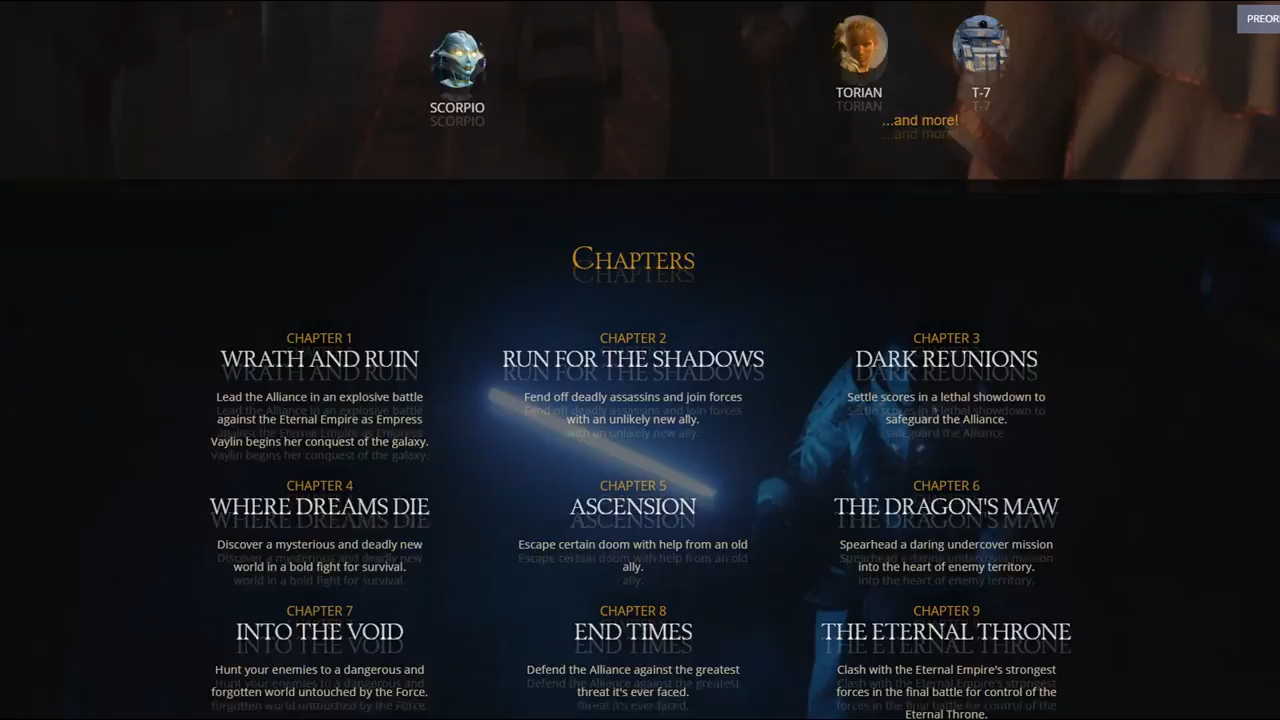 PREOR
SCORPIO
TORIAN
T-7
...and more!
CHAPTERS
CHAPTER 1
WRATH AND RUIN
Lead the Alliance in an explosive battle
against the Eternal Empire as Empress
Vaylin begins her conquest of the galaxy.
CHAPTER 2
RUN FOR THE SHADOWS
Fend off deadly assassins and join forces
with an unlikely new ally.
CHAPTER 3
DARK REUNIONS
Settle scores in a lethal showdown to
safeguard the Alliance.
CHAPTER 4
WHERE DREAMS DIE
Discover a mysterious and deadly new
world in a bold fight for survival.
CHAPTER 5
ASCENSION
Escape certain doom with help from an old
ally.
CHAPTER 6
THE DRAGON'S MAW
Spearhead a daring undercover mission
into the heart of enemy territory.
CHAPTER 7
INTO THE VOID
Hunt your enemies to a dangerous and
forgotten world untouched by the Force.
CHAPTER 8
END TIMES
Defend the Alliance against the greatest
threat it's ever faced.
CHAPTER 9
THE ETERNAL THRONE
Clash with the Eternal Empire's strongest
forces in the final battle for control of the
Eternal Throne.